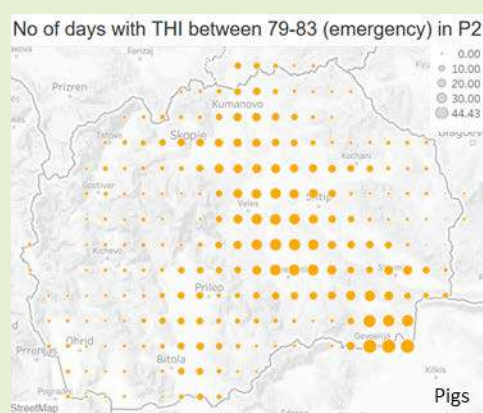 No of days with THI between 79-83 (emergency) in P2
Ferizaj
Prizren
0.00
10.00
20.00
30.00
44.43
Kumanovo
Tetovo
Skopje
Kochani
Gostivar
Veles
Shtip
Kichevo
Prilep
Ohrid
Gevgelija
Bitola
Pogradec
Kilkis
StreetMap
Pigs